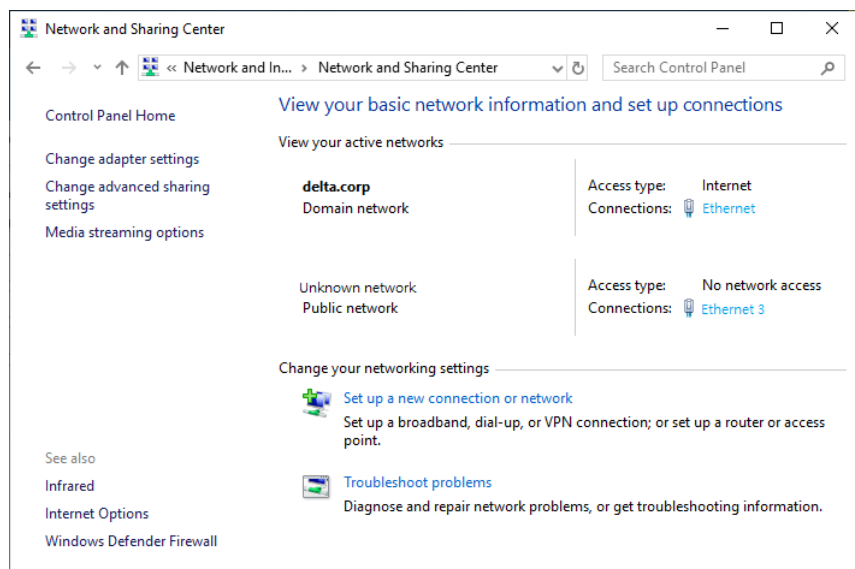 Network and Sharing Center
« Network and In... › Network and Sharing Center
Search Control Panel
Control Panel Home
Change adapter settings
Change advanced sharing
settings
Media streaming options
View your basic network information and set up connections
View your active networks
delta.corp
Domain network
Access type: Internet
Connections: Ethernet
Unknown network
Public network
Access type: No network access
Connections: Ethernet 3
Change your networking settings
Set up a new connection or network
Set up a broadband, dial-up, or VPN connection; or set up a router or access
point.
Troubleshoot problems
Diagnose and repair network problems, or get troubleshooting information.
See also
Infrared
Internet Options
Windows Defender Firewall